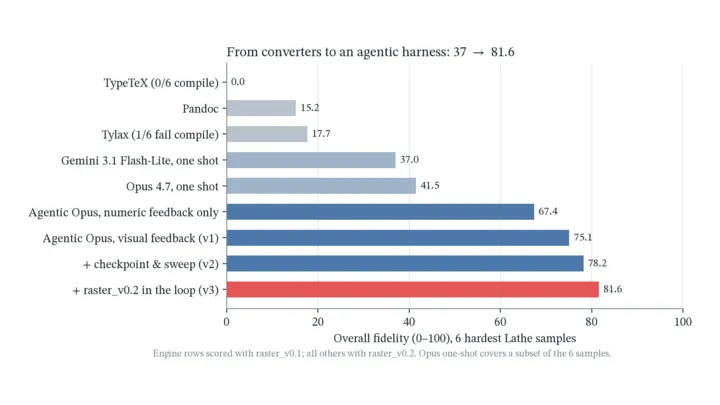 From converters to an agentic harness: 37 → 81.6
TypeTeX (0/6 compile) 0.0
Pandoc 15.2
Tylax (1/6 fail compile) 17.7
Gemini 3.1 Flash-Lite, one shot 37.0
Opus 4.7, one shot 41.5
Agentic Opus, numeric feedback only 67.4
Agentic Opus, visual feedback (v1) 75.1
+ checkpoint & sweep (v2) 78.2
+ raster_v0.2 in the loop (v3) 81.6
0 20 40 60 80 100
Overall fidelity (0–100), 6 hardest Lathe samples
Engine rows scored with raster_v0.1; all others with raster_v0.2. Opus one-shot covers a subset of the 6 samples.